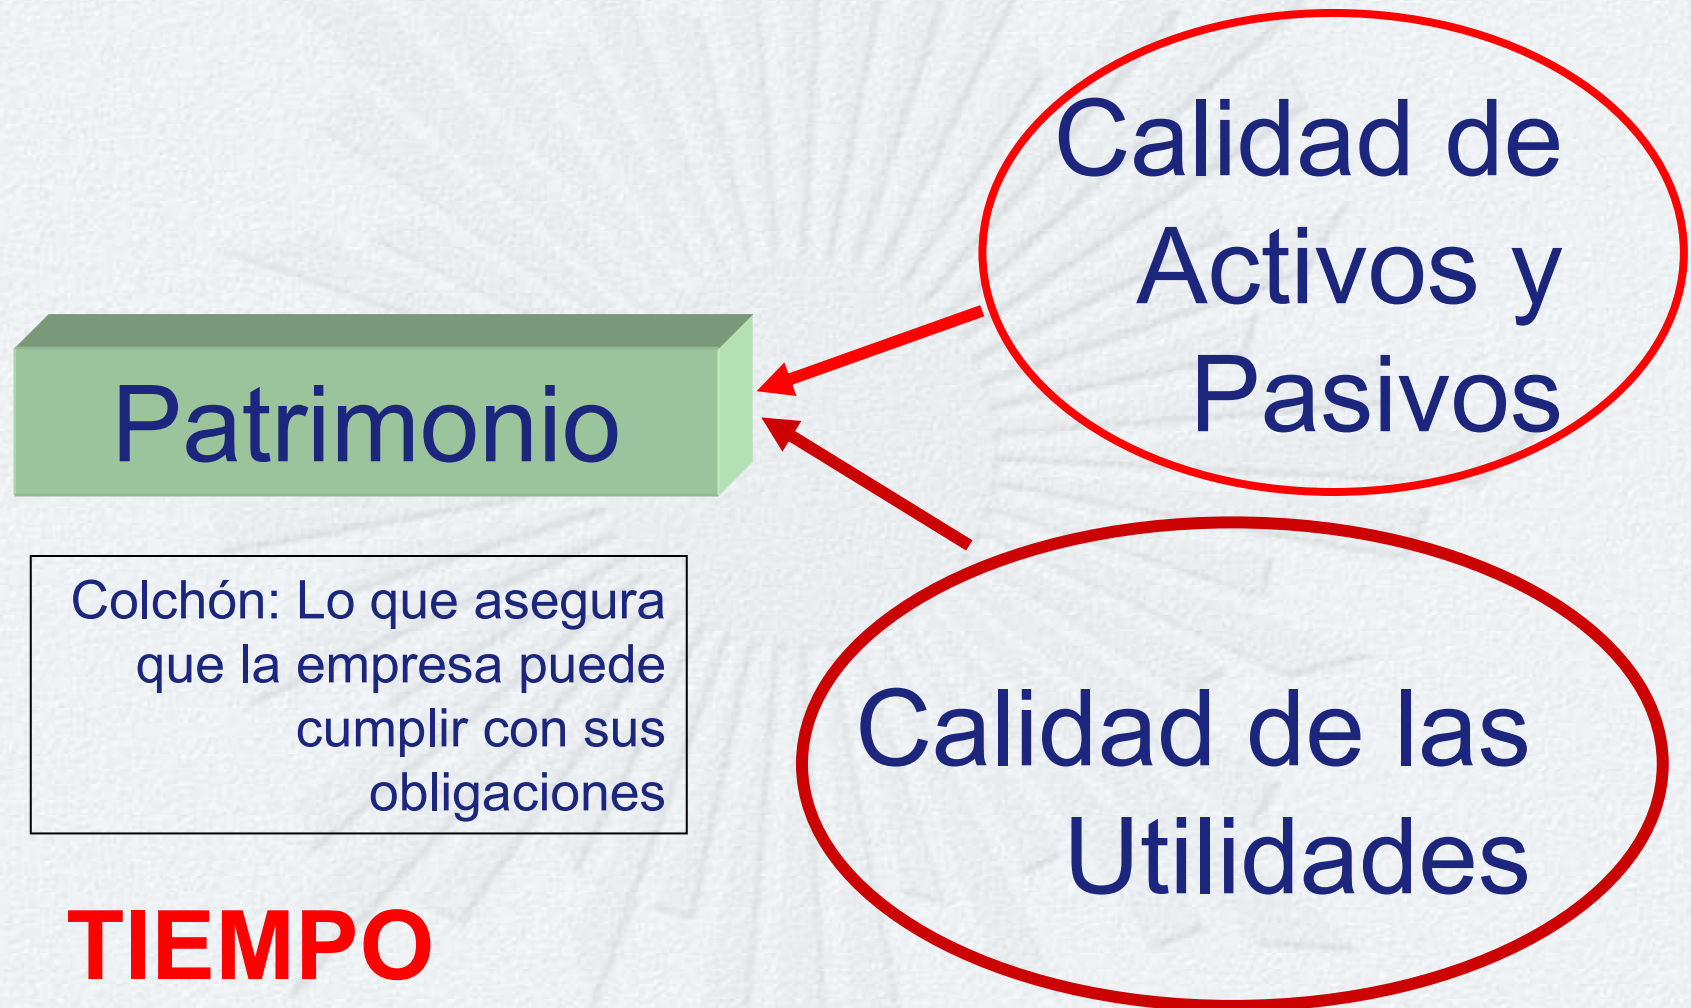 Calidad de
Activos y
Pasivos
Patrimonio
Colchón: Lo que asegura
que la empresa puede
cumplir con sus
obligaciones
Calidad de las
Utilidades
TIEMPO